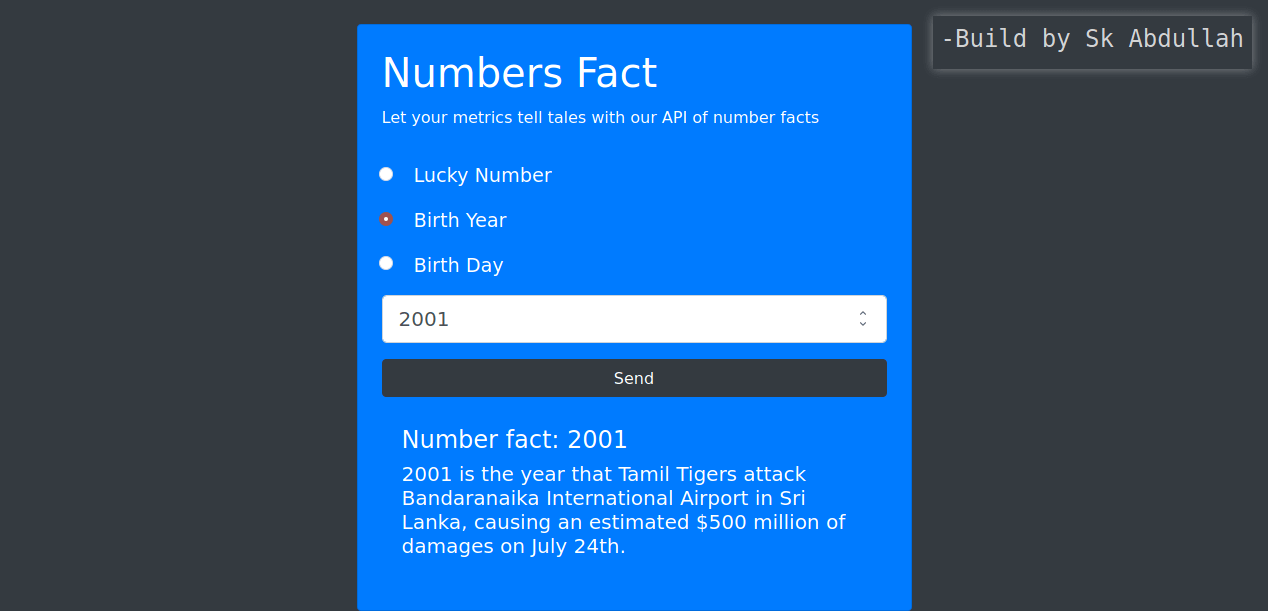 -Build by Sk Abdullah
Numbers Fact
Let your metrics tell tales with our API of number facts
Lucky Number
Birth Year
Birth Day
2001
Send
Number fact: 2001
2001 is the year that Tamil Tigers attack
Bandaranaika International Airport in Sri
Lanka, causing an estimated $500 million of
damages on July 24th.